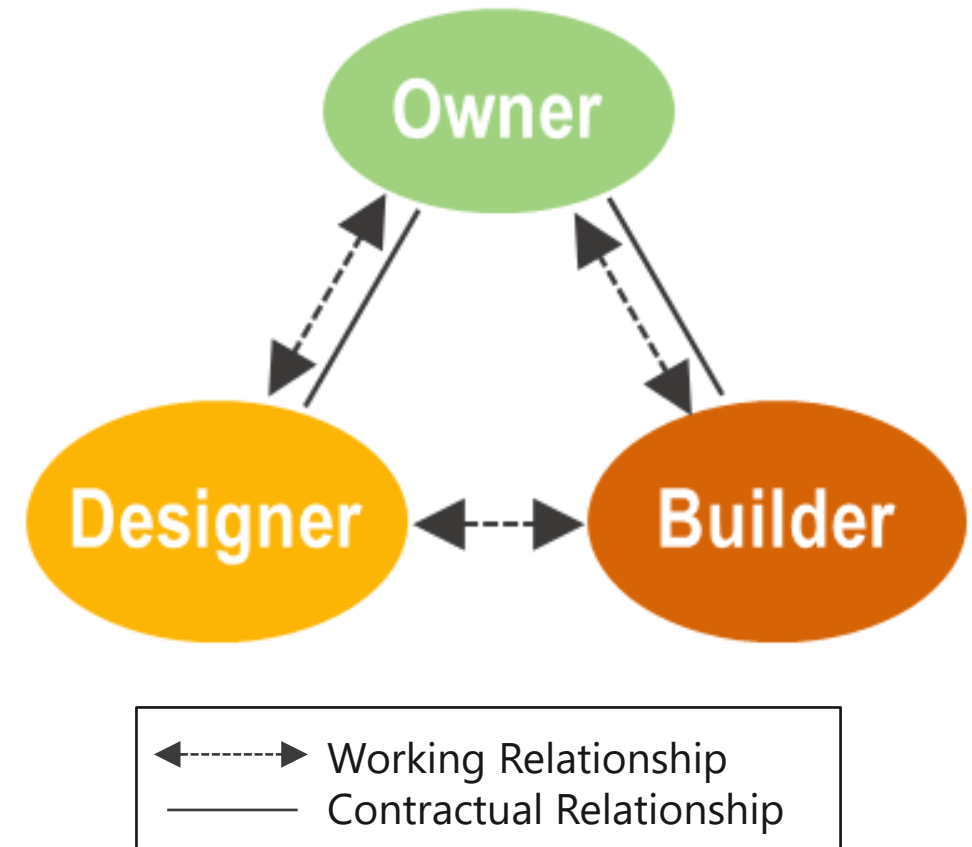 Owner
Designer
Builder
Working Relationship
Contractual Relationship